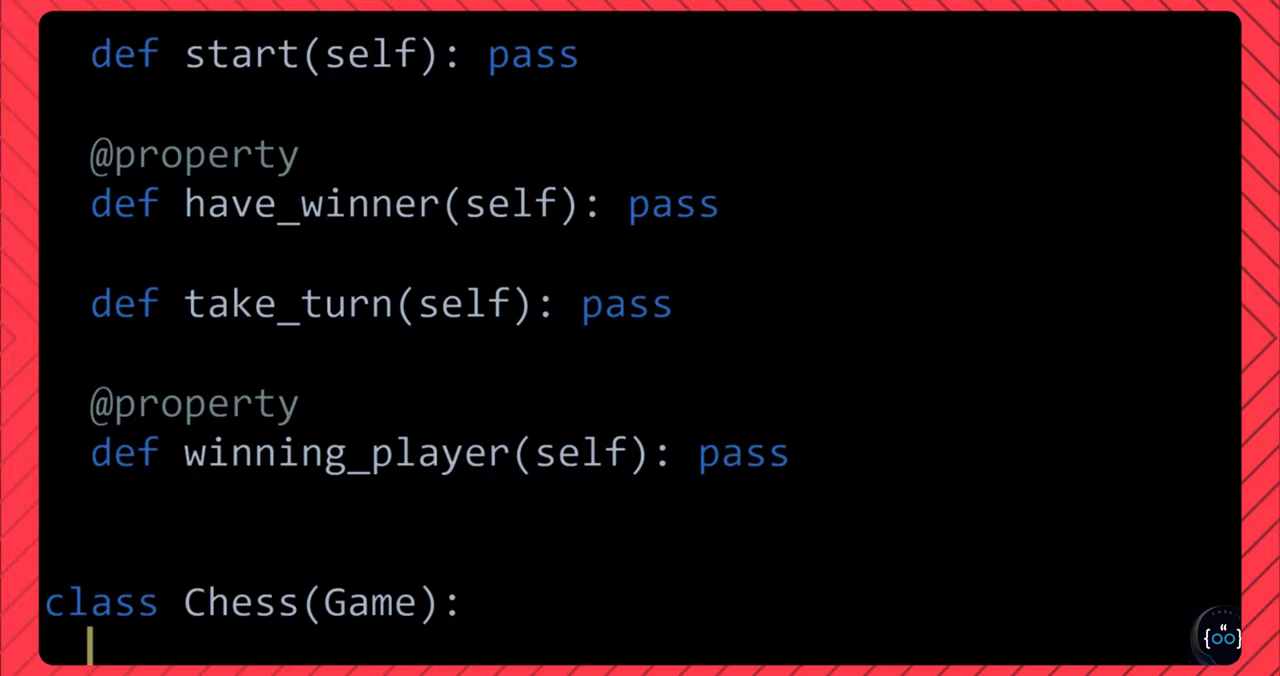 def start(self): pass
@property
def have_winner(self): pass
def take_turn(self): pass
@property
def winning_player(self): pass
class Chess(Game):